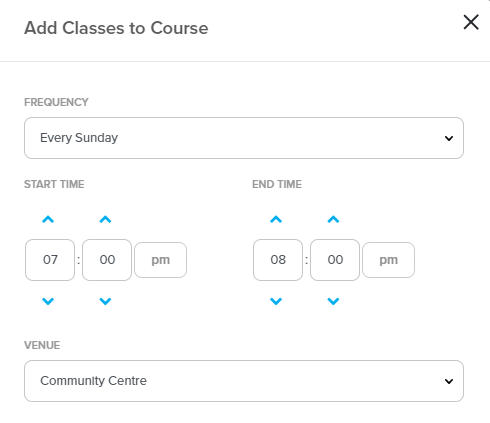 Add Classes to Course
FREQUENCY
Every Sunday
START TIME END TIME
07 : 00 pm 08 : 00 pm
VENUE
Community Centre